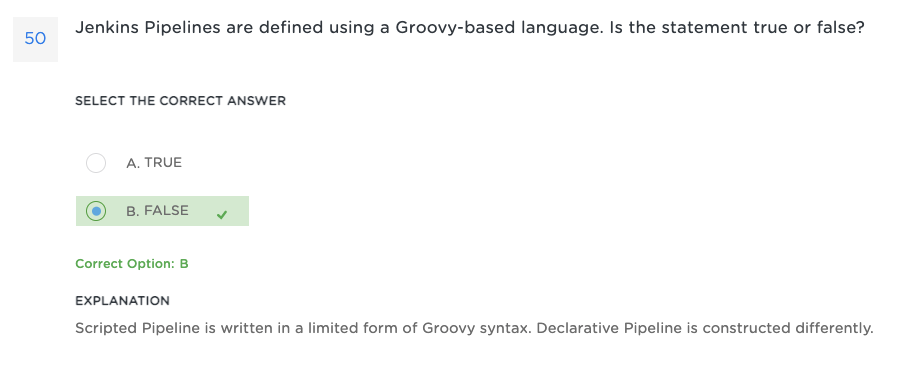 50
Jenkins Pipelines are defined using a Groovy-based language. Is the statement true or false?
SELECT THE CORRECT ANSWER
A. TRUE
B. FALSE
Correct Option: B
EXPLANATION
Scripted Pipeline is written in a limited form of Groovy syntax. Declarative Pipeline is constructed differently.